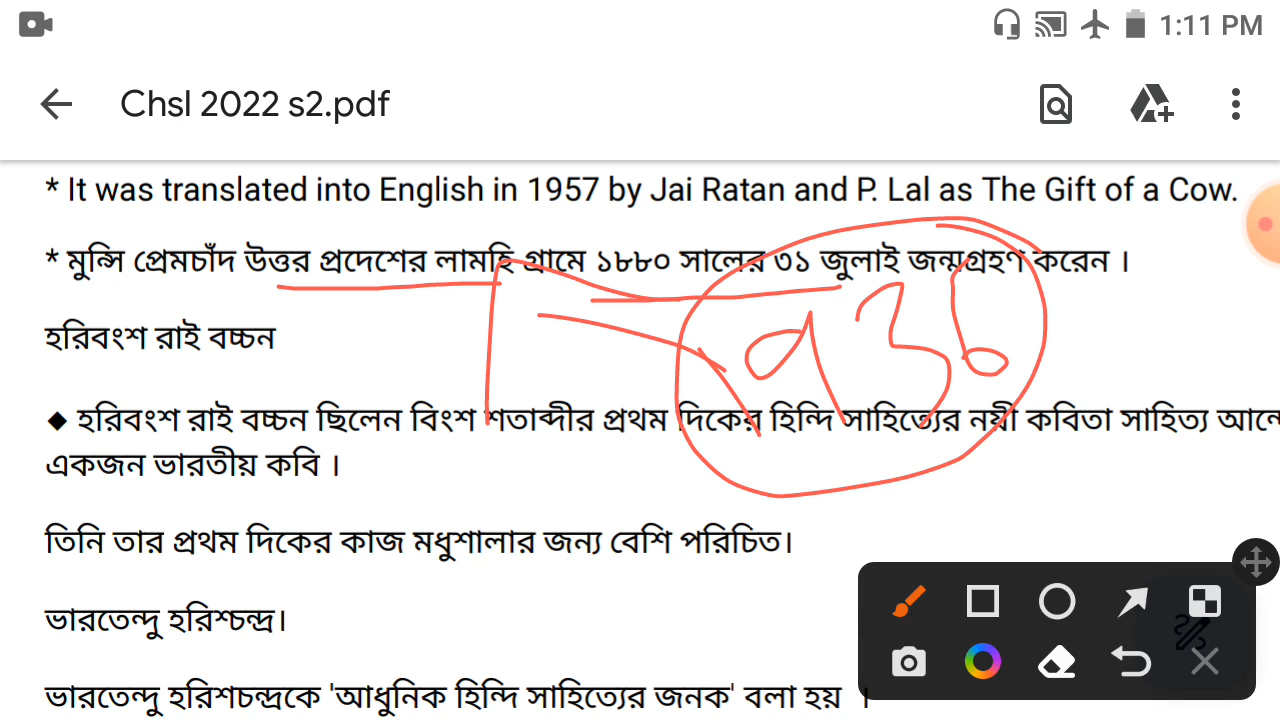 1:11 PM
Chsl 2022 s2.pdf
* It was translated into English in 1957 by Jai Ratan and P. Lal as The Gift of a Cow.
* মুন্সি প্রেমচাঁদ উত্তর প্রদেশের লামহি গ্রামে ১৮৮০ সালের ৩১ জুলাই জন্মগ্রহণ করেন ।
হরিবংশ রাই বচ্চন
1936
◆ হরিবংশ রাই বচ্চন ছিলেন বিংশ শতাব্দীর প্রথম দিকের হিন্দি সাহিত্যের নয়ী কবিতা সাহিত্য
একজন ভারতীয় কবি ।
তিনি তার প্রথম দিকের কাজ মধুশালার জন্য বেশি পরিচিত।
ভারতেন্দু হরিশ্চন্দ্র।
ভারতেন্দু হরিশচন্দ্রকে 'আধুনিক হিন্দি সাহিত্যের জনক' বলা হয় ।